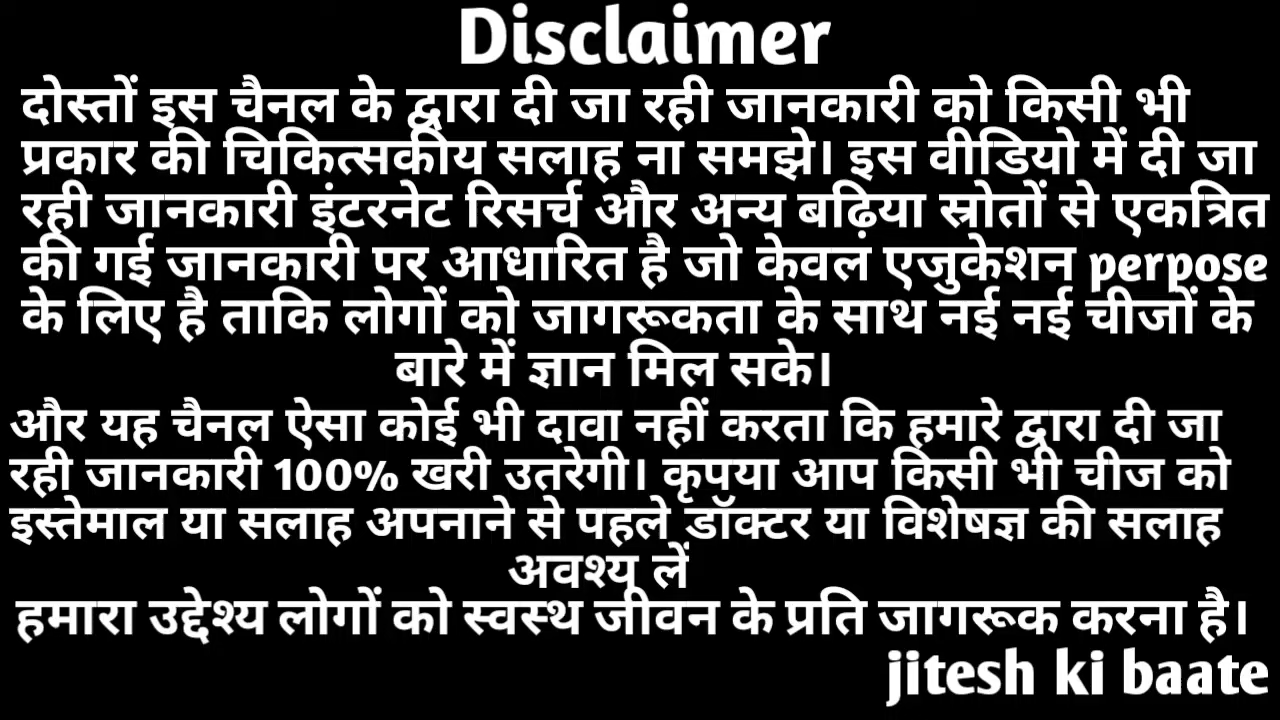 Disclaimer
दोस्तों इस चैनल के द्वारा दी जा रही जानकारी को किसी भी
प्रकार की चिकित्सकीय सलाह ना समझे। इस वीडियो में दी जा
रही जानकारी इंटरनेट रिसर्च और अन्य बढ़िया स्रोतों से एकत्रित
की गई जानकारी पर आधारित है जो केवल एजुकेशन perpose
के लिए है ताकि लोगों को जागरूकता के साथ नई नई चीजों के
बारे में ज्ञान मिल सके।
और यह चैनल ऐसा कोई भी दावा नहीं करता कि हमारे द्वारा दी जा
रही जानकारी 100% खरी उतरेगी। कृपया आप किसी भी चीज को
इस्तेमाल या सलाह अपनाने से पहले डॉक्टर या विशेषज्ञ की सलाह
अवश्य लें
हमारा उद्देश्य लोगों को स्वस्थ जीवन के प्रति जागरूक करना है।
jitesh ki baate